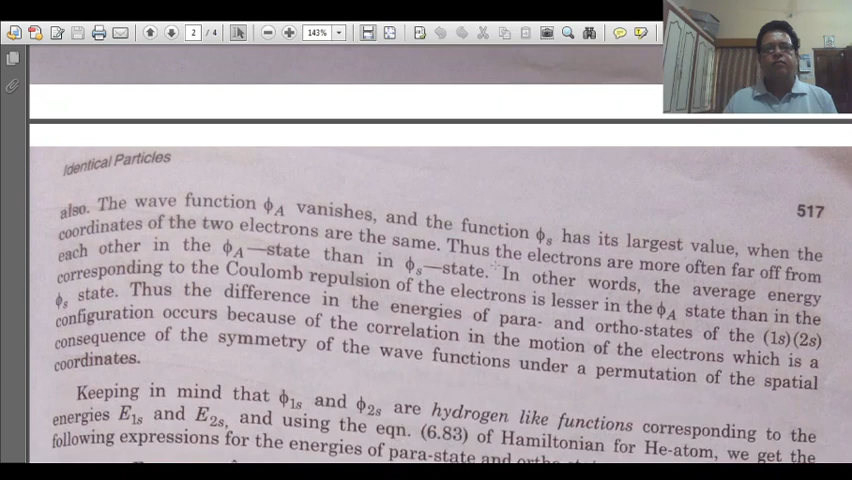 2 / 4
143%
Identical Particles
517
also. The wave function ϕA vanishes, and the function ϕs has its largest value, when the
coordinates of the two electrons are the same. Thus the electrons are more often far off from
each other in the ϕA—state than in ϕs—state. In other words, the average energy
corresponding to the Coulomb repulsion of the electrons is lesser in the ϕA state than in the
ϕs state. Thus the difference in the energies of para- and ortho-states of the (1s)(2s)
configuration occurs because of the correlation in the motion of the electrons which is a
consequence of the symmetry of the wave functions under a permutation of the spatial
coordinates.
Keeping in mind that ϕ1s and ϕ2s are hydrogen like functions corresponding to the
energies E1s and E2s, and using the eqn. (6.83) of Hamiltonian for He-atom, we get the
following expressions for the energies of para-state and